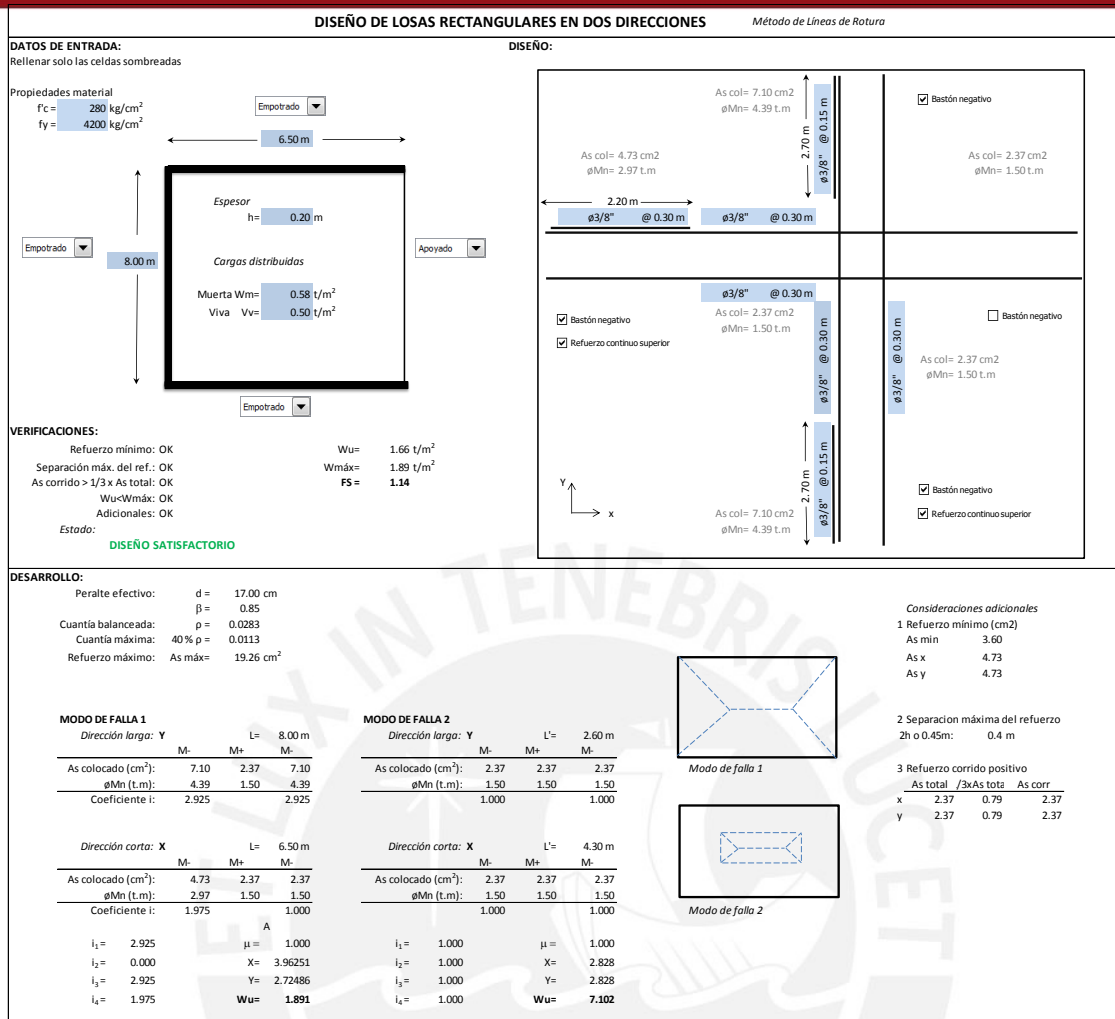 DISEÑO DE LOSAS RECTANGULARES EN DOS DIRECCIONES Método de Líneas de Rotura
DATOS DE ENTRADA:
Rellenar solo las celdas sombreadas
Propiedades material
f'c = 280 kg/cm²
fy = 4200 kg/cm²
Empotrado
6.50 m
Espesor
h= 0.20 m
Empotrado
8.00 m
Apoyado
Cargas distribuidas
Muerta Wm= 0.58 t/m²
Viva Vv= 0.50 t/m²
Empotrado
DISEÑO:
As col= 7.10 cm2
øMn= 4.39 t.m
2.70 m
ø3/8" @ 0.15 m
Bastón negativo
As col= 4.73 cm2
øMn= 2.97 t.m
As col= 2.37 cm2
øMn= 1.50 t.m
2.20 m
ø3/8" @ 0.30 m
ø3/8" @ 0.30 m
ø3/8" @ 0.30 m
As col= 2.37 cm2
øMn= 1.50 t.m
Bastón negativo
Refuerzo continuo superior
ø3/8" @ 0.30 m
ø3/8" @ 0.30 m
Bastón negativo
As col= 2.37 cm2
øMn= 1.50 t.m
2.70 m
ø3/8" @ 0.15 m
Y
x
As col= 7.10 cm2
øMn= 4.39 t.m
Bastón negativo
Refuerzo continuo superior
VERIFICACIONES:
Refuerzo mínimo: OK
Separación máx. del ref.: OK
As corrido > 1/3 x As total: OK
Wu<Wmáx: OK
Adicionales: OK
Estado:
DISEÑO SATISFACTORIO
Wu= 1.66 t/m²
Wmáx= 1.89 t/m²
FS = 1.14
DESARROLLO:
Peralte efectivo: d = 17.00 cm
β = 0.85
Cuantía balanceada: ρ = 0.0283
Cuantía máxima: 40 % ρ = 0.0113
Refuerzo máximo: As máx= 19.26 cm²
MODO DE FALLA 1
Dirección larga: Y L= 8.00 m
M- M+ M-
As colocado (cm²): 7.10 2.37 7.10
øMn (t.m): 4.39 1.50 4.39
Coeficiente i: 2.925 2.925
Dirección corta: X L= 6.50 m
M- M+ M-
As colocado (cm²): 4.73 2.37 2.37
øMn (t.m): 2.97 1.50 1.50
Coeficiente i: 1.975 1.000
A
i₁= 2.925 μ = 1.000
i₂= 0.000 X= 3.96251
i₃= 2.925 Y= 2.72486
i₄= 1.975 Wu= 1.891
MODO DE FALLA 2
Dirección larga: Y L'= 2.60 m
M- M+ M-
As colocado (cm²): 2.37 2.37 2.37
øMn (t.m): 1.50 1.50 1.50
Coeficiente i: 1.000 1.000
Dirección corta: X L'= 4.30 m
M- M+ M-
As colocado (cm²): 2.37 2.37 2.37
øMn (t.m): 1.50 1.50 1.50
Coeficiente i: 1.000 1.000
i₁= 1.000 μ = 1.000
i₂= 1.000 X= 2.828
i₃= 1.000 Y= 2.828
i₄= 1.000 Wu= 7.102
Modo de falla 1
Modo de falla 2
Consideraciones adicionales
1 Refuerzo mínimo (cm2)
As min 3.60
As x 4.73
As y 4.73
2 Separacion máxima del refuerzo
2h o 0.45m: 0.4 m
3 Refuerzo corrido positivo
As total /3xAs tota As corr
x 2.37 0.79 2.37
y 2.37 0.79 2.37
ET LUX IN TENEBRIS LUCET